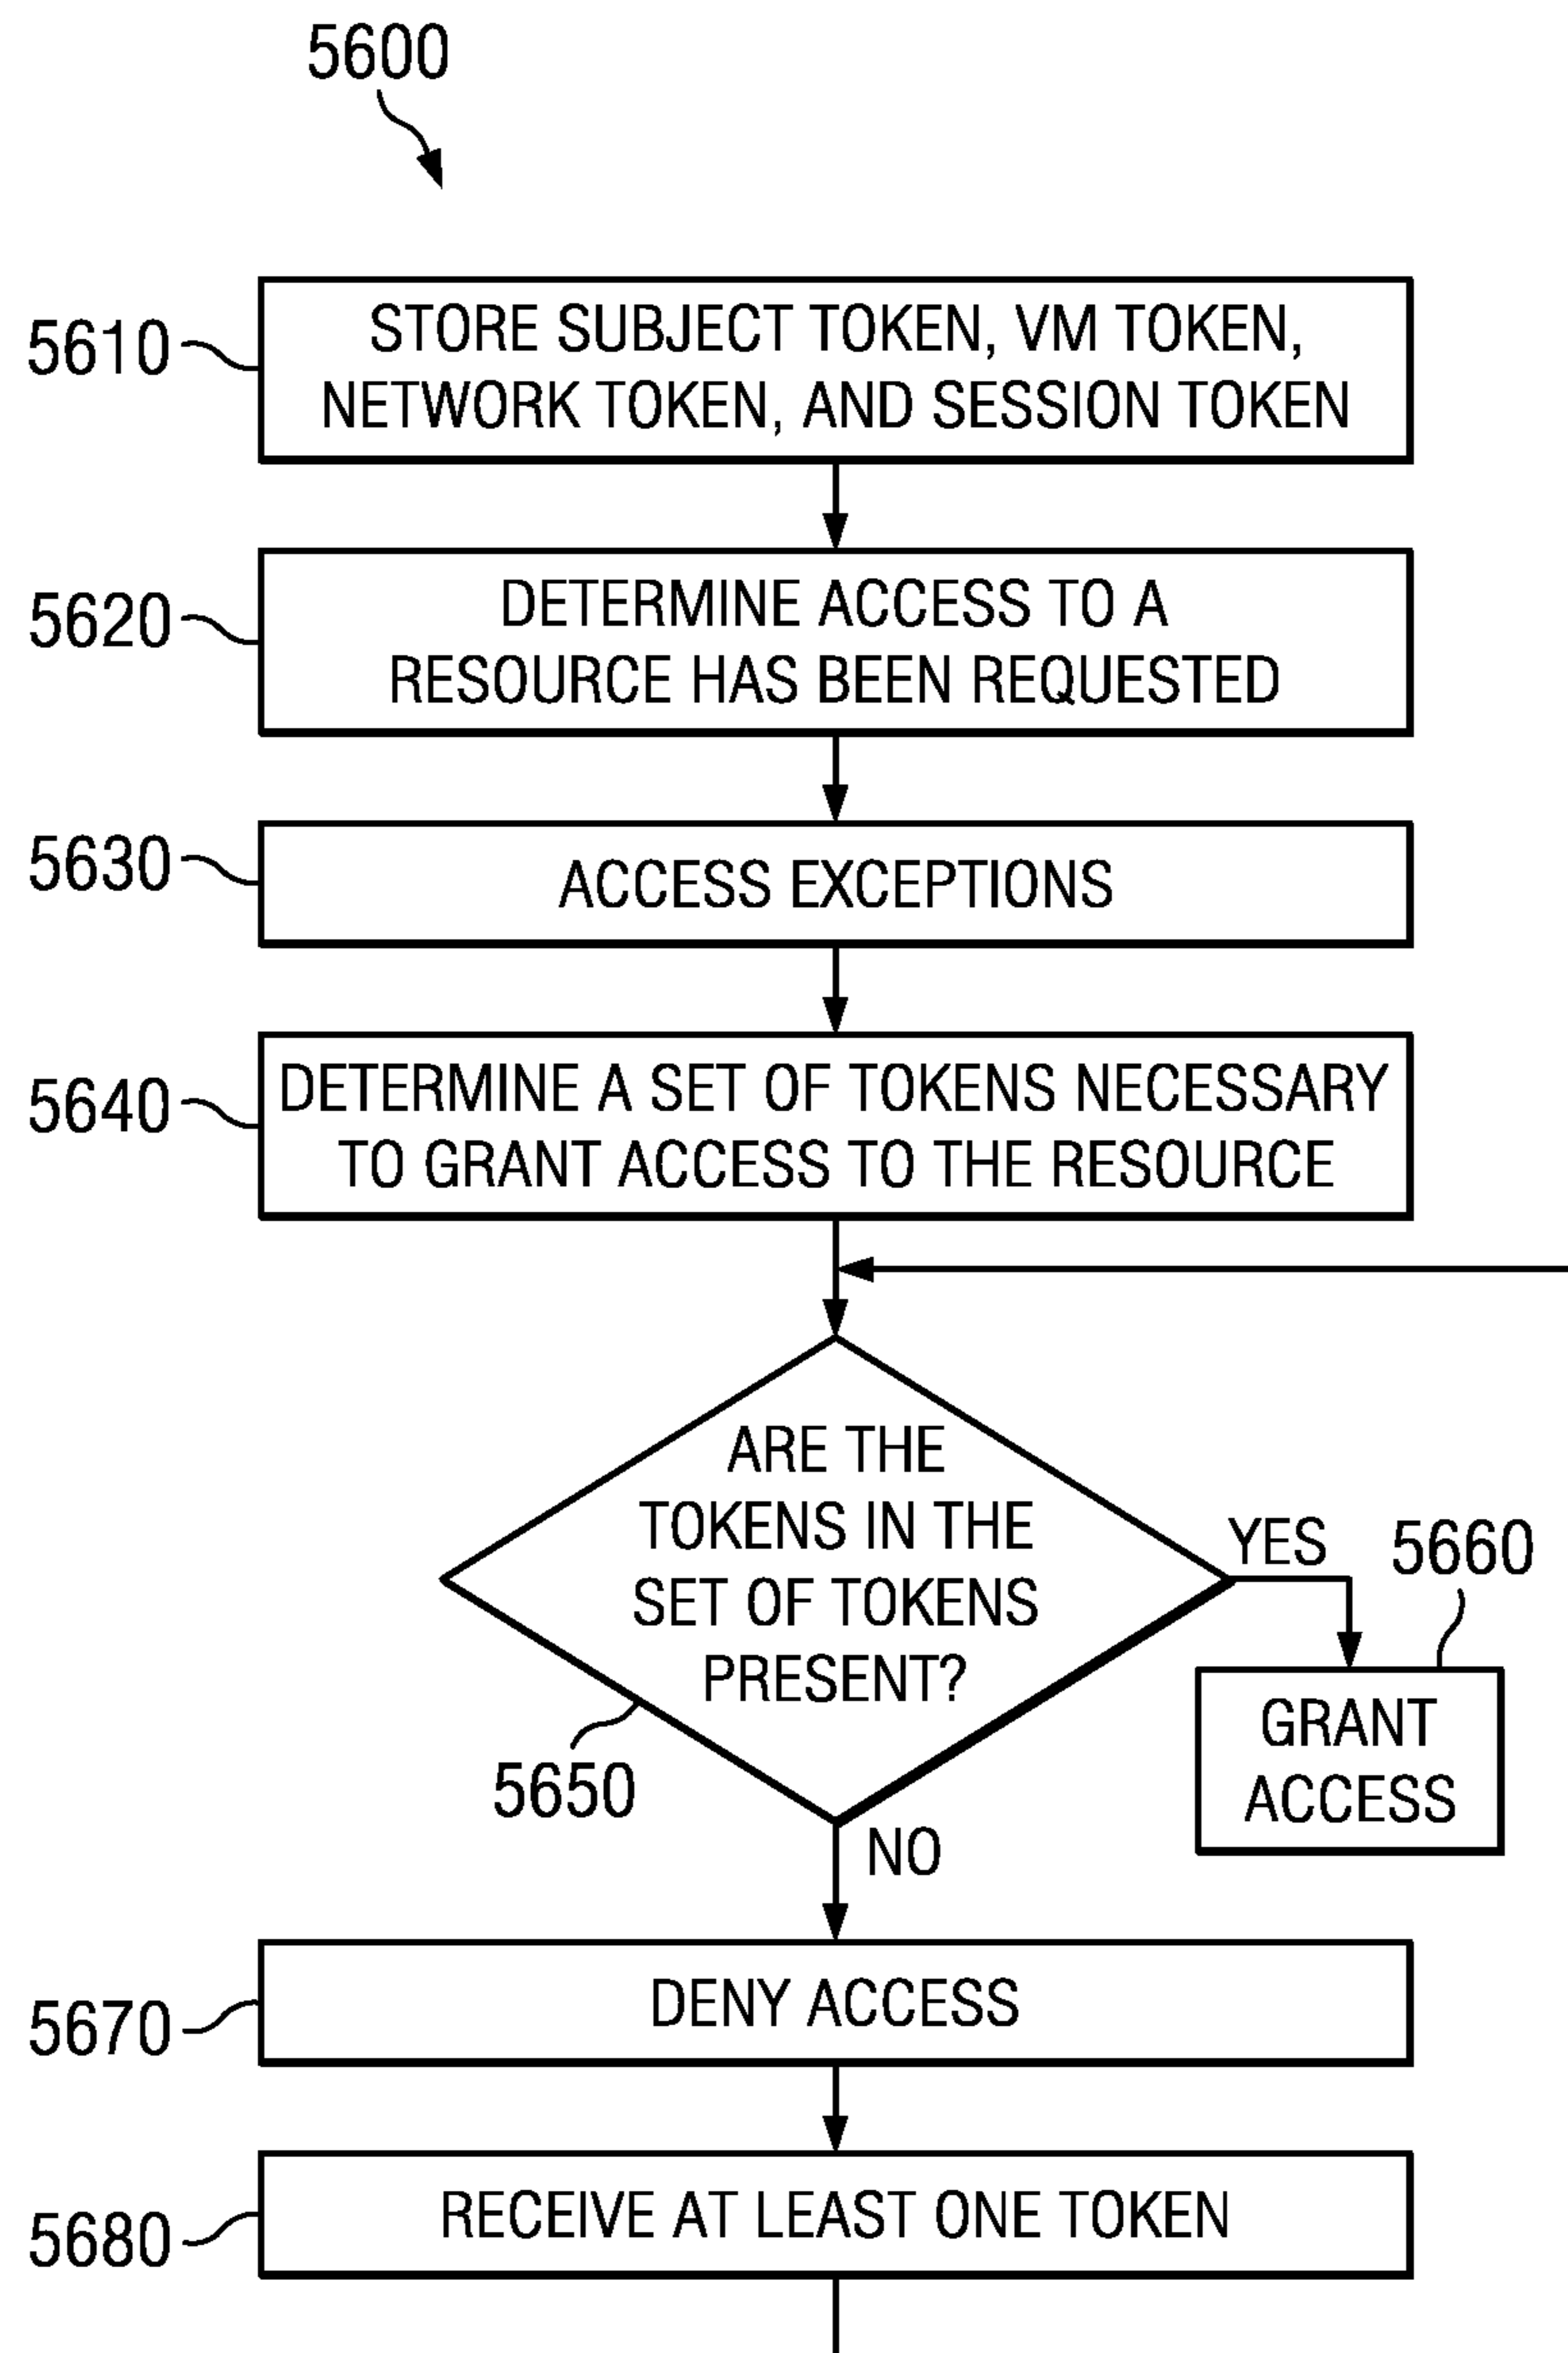 5600
5610
STORE SUBJECT TOKEN, VM TOKEN,
NETWORK TOKEN, AND SESSION TOKEN
5620
DETERMINE ACCESS TO A
RESOURCE HAS BEEN REQUESTED
5630
ACCESS EXCEPTIONS
5640
DETERMINE A SET OF TOKENS NECESSARY
TO GRANT ACCESS TO THE RESOURCE
ARE THE
TOKENS IN THE
SET OF TOKENS
PRESENT?
5650
YES
5660
GRANT
ACCESS
NO
5670
DENY ACCESS
5680
RECEIVE AT LEAST ONE TOKEN